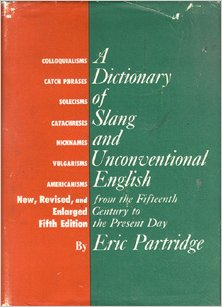 A
Dictionary
of
Slang
and
Unconventional
English
COLLOQUIALISMS
CATCH PHRASES
SOLECISMS
CATACHRESES
NICKNAMES
VULGARISMS
AMERICANISMS
New, Revised, and
Enlarged
Fifth Edition
from the Fifteenth
Century to
the Present Day
By Eric Partridge